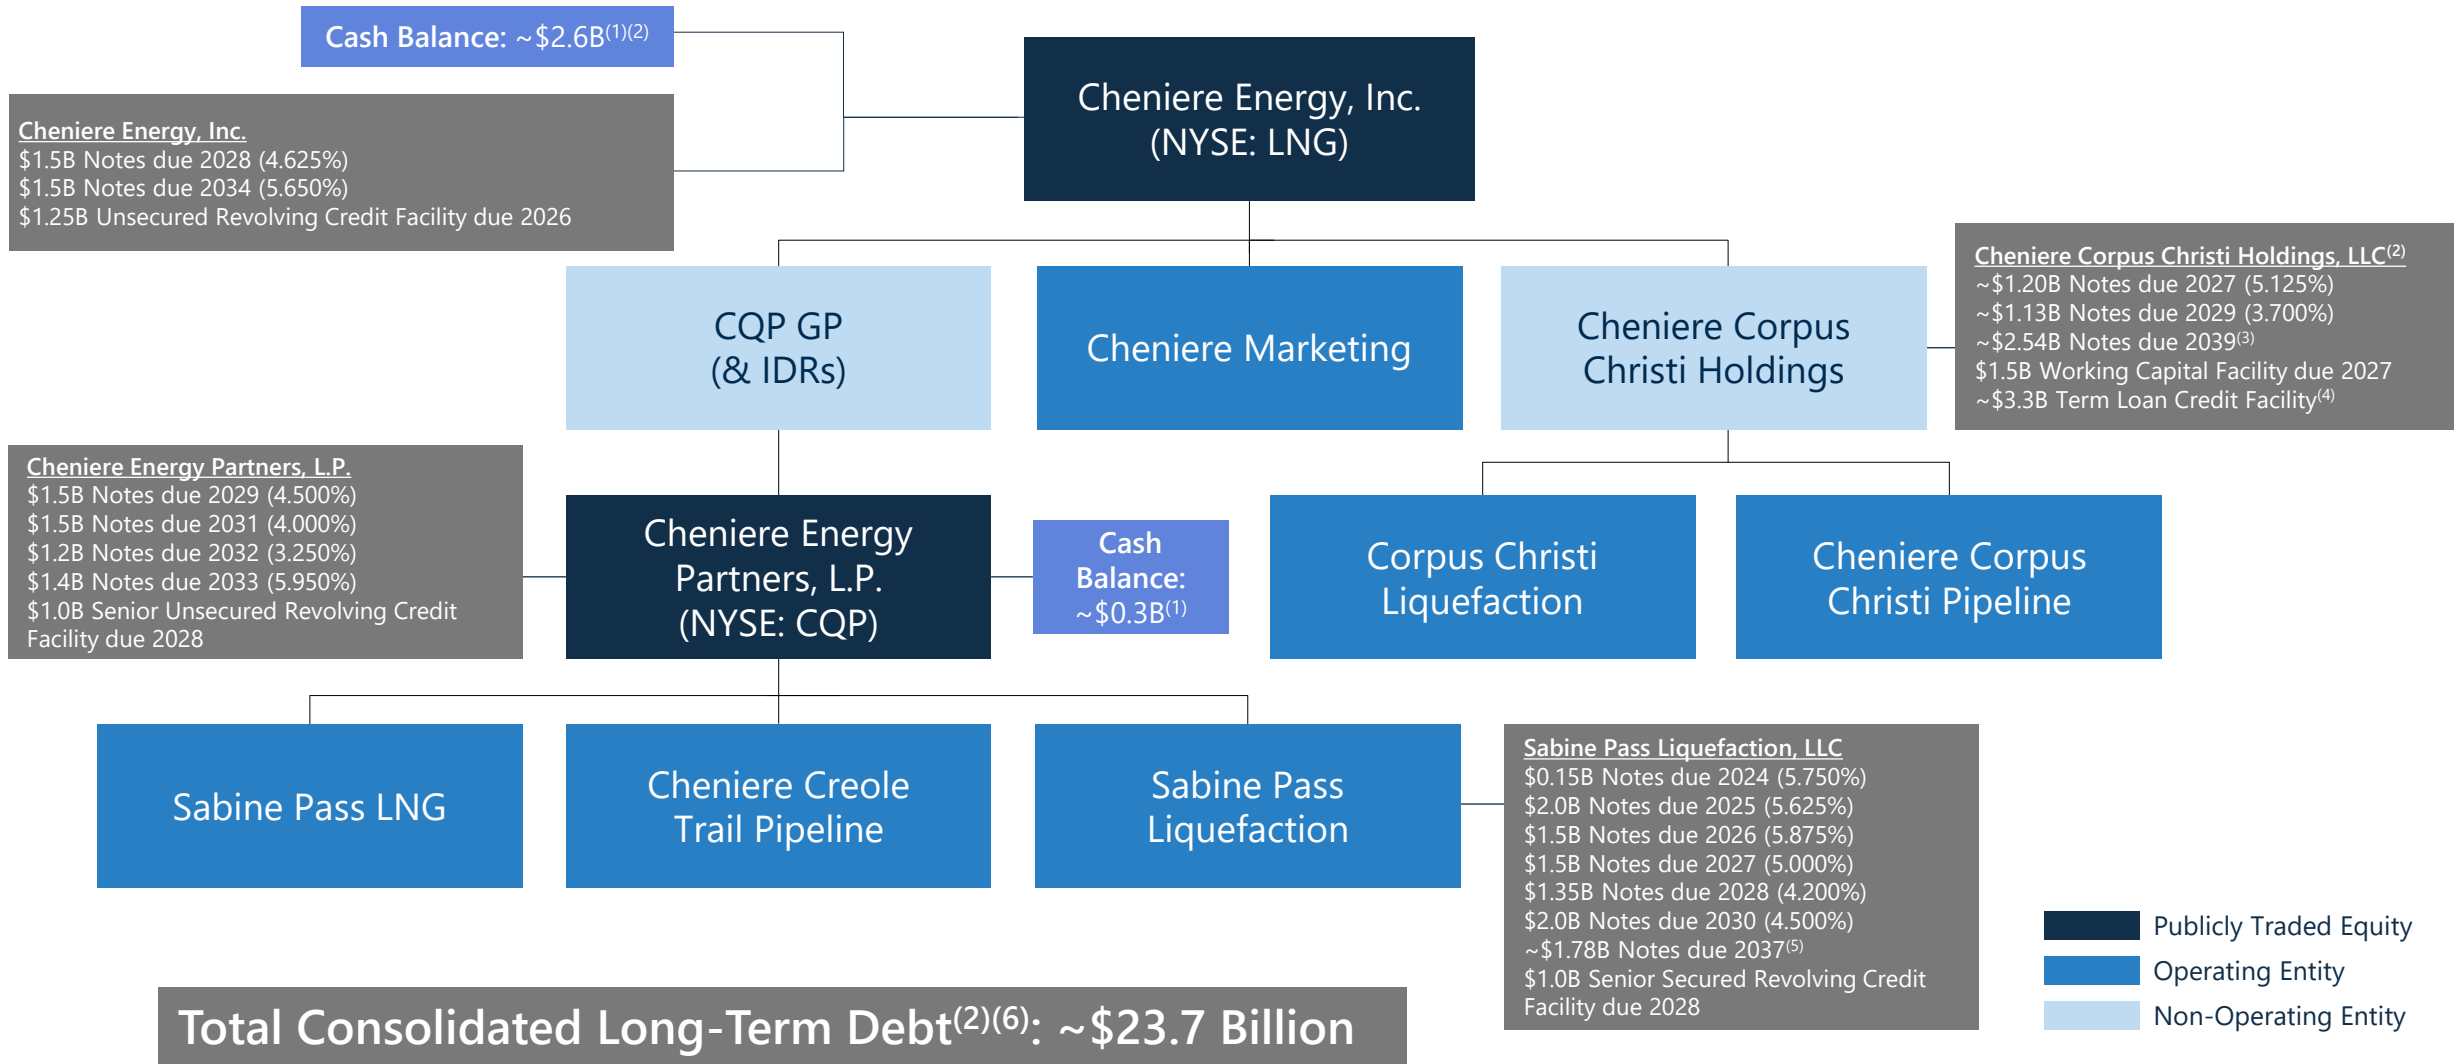 Cash Balance: ~$2.6B(1)(2)
Cheniere Energy, Inc.
(NYSE: LNG)
Cheniere Energy, Inc.
$1.5B Notes due 2028 (4.625%)
$1.5B Notes due 2034 (5.650%)
$1.25B Unsecured Revolving Credit Facility due 2026
CQP GP
(& IDRs)
Cheniere Marketing
Cheniere Corpus
Christi Holdings
Cheniere Corpus Christi Holdings, LLC(2)
~$1.20B Notes due 2027 (5.125%)
~$1.13B Notes due 2029 (3.700%)
~$2.54B Notes due 2039(3)
$1.5B Working Capital Facility due 2027
~$3.3B Term Loan Credit Facility(4)
Cheniere Energy Partners, L.P.
$1.5B Notes due 2029 (4.500%)
$1.5B Notes due 2031 (4.000%)
$1.2B Notes due 2032 (3.250%)
$1.4B Notes due 2033 (5.950%)
$1.0B Senior Unsecured Revolving Credit
Facility due 2028
Cheniere Energy
Partners, L.P.
(NYSE: CQP)
Cash
Balance:
~$0.3B(1)
Corpus Christi
Liquefaction
Cheniere Corpus
Christi Pipeline
Sabine Pass LNG
Cheniere Creole
Trail Pipeline
Sabine Pass
Liquefaction
Sabine Pass Liquefaction, LLC
$0.15B Notes due 2024 (5.750%)
$2.0B Notes due 2025 (5.625%)
$1.5B Notes due 2026 (5.875%)
$1.5B Notes due 2027 (5.000%)
$1.35B Notes due 2028 (4.200%)
$2.0B Notes due 2030 (4.500%)
~$1.78B Notes due 2037(5)
$1.0B Senior Secured Revolving Credit
Facility due 2028
Publicly Traded Equity
Operating Entity
Non-Operating Entity
Total Consolidated Long-Term Debt(2)(6): ~$23.7 Billion